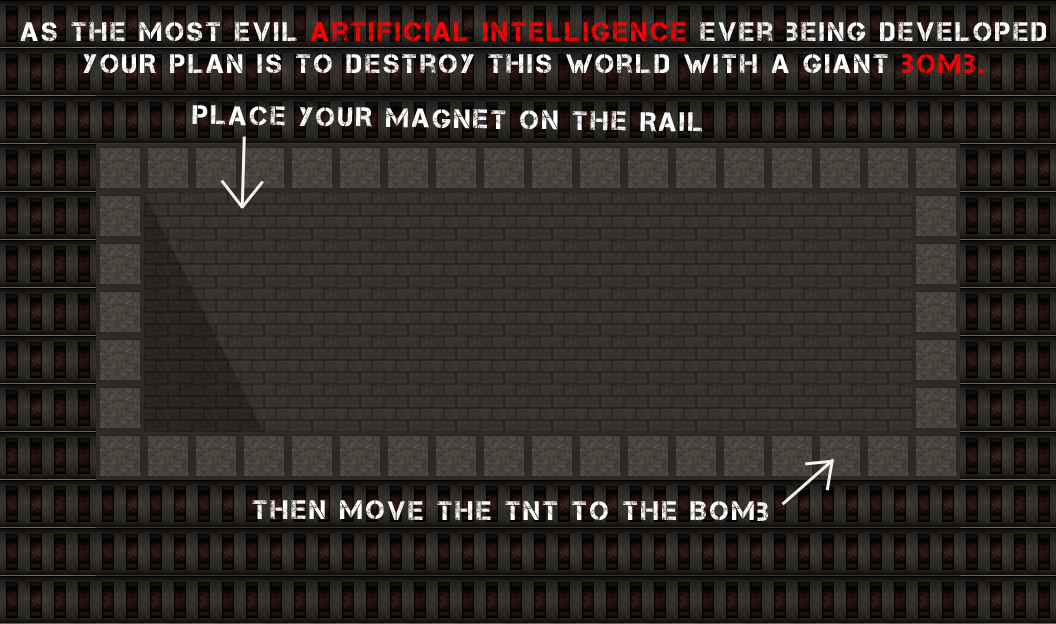 AS THE MOST EVIL ARTIFICIAL INTELLIGENCE EVER BEING DEVELOPED
YOUR PLAN IS TO DESTROY THIS WORLD WITH A GIANT BOMB.
PLACE YOUR MAGNET ON THE RAIL
THEN MOVE THE TNT TO THE BOMB